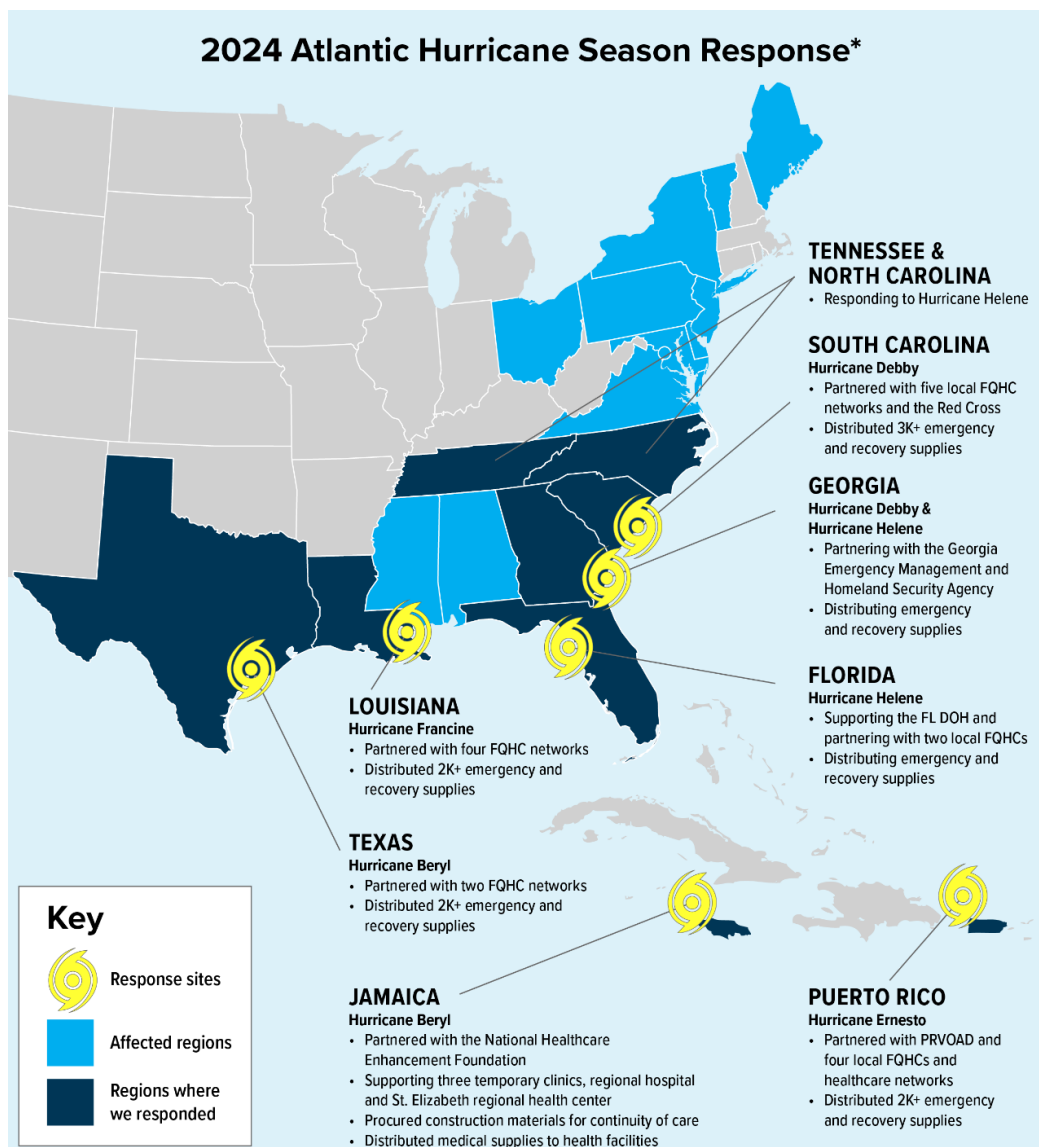 2024 Atlantic Hurricane Season Response*
TENNESSEE &
NORTH CAROLINA
• Responding to Hurricane Helene
SOUTH CAROLINA
Hurricane Debby
• Partnered with five local FQHC
networks and the Red Cross
• Distributed 3K+ emergency
and recovery supplies
GEORGIA
Hurricane Debby &
Hurricane Helene
• Partnering with the Georgia
Emergency Management and
Homeland Security Agency
• Distributing emergency
and recovery supplies
FLORIDA
Hurricane Helene
• Supporting the FL DOH and
partnering with two local FQHCs
• Distributing emergency and
recovery supplies
LOUISIANA
Hurricane Francine
• Partnered with four FQHC networks
• Distributed 2K+ emergency and
recovery supplies
TEXAS
Hurricane Beryl
• Partnered with two FQHC networks
• Distributed 2K+ emergency and
recovery supplies
Key
Response sites
Affected regions
Regions where
we responded
JAMAICA
Hurricane Beryl
• Partnered with the National Healthcare
Enhancement Foundation
• Supporting three temporary clinics, regional hospital
and St. Elizabeth regional health center
• Procured construction materials for continuity of care
• Distributed medical supplies to health facilities
PUERTO RICO
Hurricane Ernesto
• Partnered with PRVOAD and
four local FQHCs and
healthcare networks
• Distributed 2K+ emergency
and recovery supplies